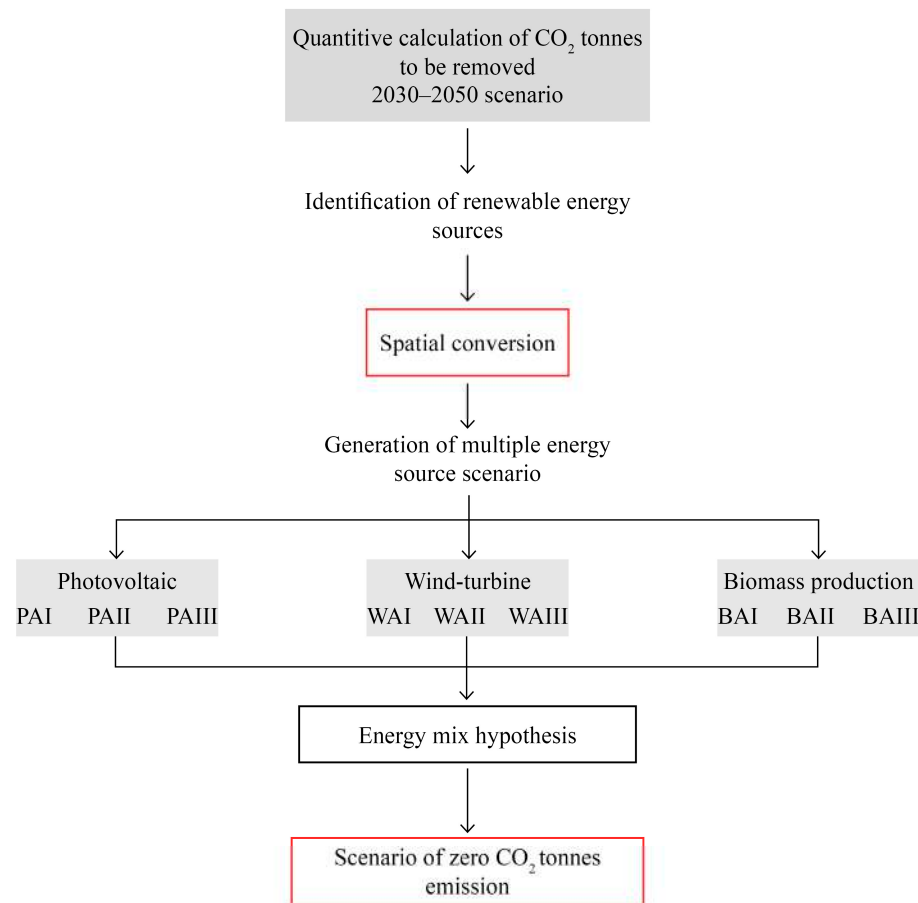 Quantitive calculation of CO₂ tonnes
to be removed
2030–2050 scenario
Identification of renewable energy
sources
Spatial conversion
Generation of multiple energy
source scenario
Photovoltaic
PAI PAII PAIII
Wind-turbine
WAI WAII WAIII
Biomass production
BAI BAII BAIII
Energy mix hypothesis
Scenario of zero CO₂ tonnes
emission